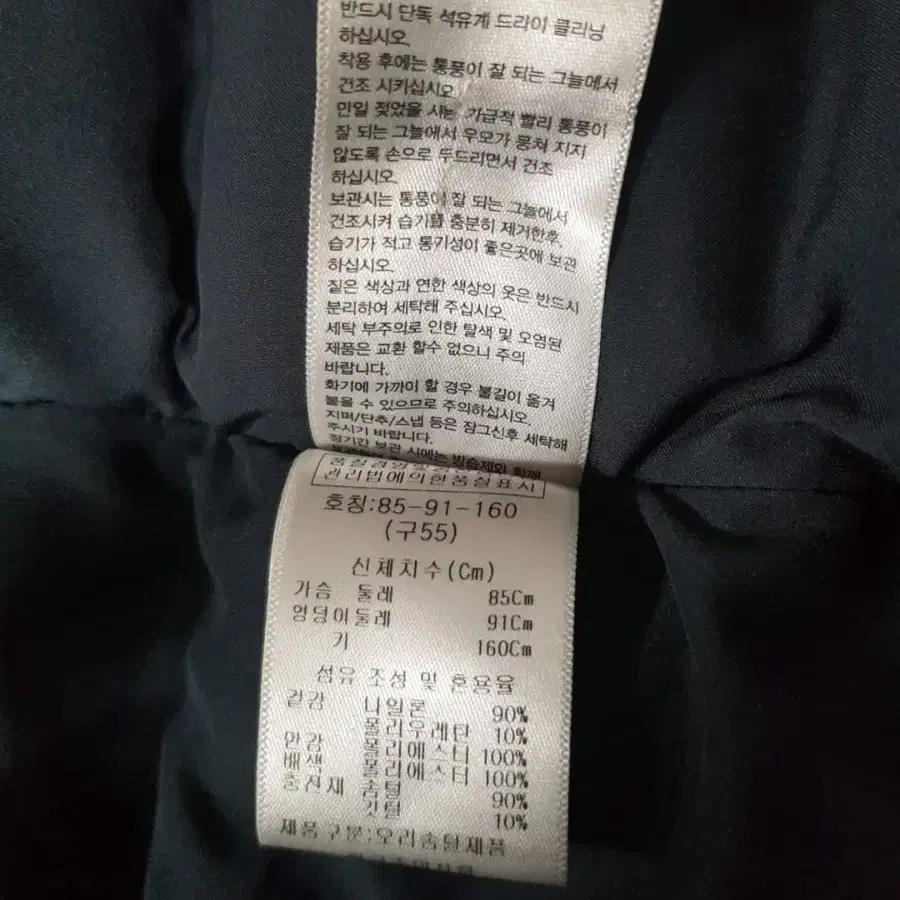 반드시 단독 석유계 드라이 클리닝
하십시오.
착용 후에는 통풍이 잘 되는 그늘에서
건조 시키십시오.
만일 젖었을 시는 가급적 빨리 통풍이
잘 되는 그늘에서 우모가 뭉쳐 지지
않도록 손으로 두드리면서 건조
하십시오.
보관시는 통풍이 잘 되는 그늘에서
건조시켜 습기를 충분히 제거한후,
습기가 적고 통기성이 좋은곳에 보관
하십시오.
짙은 색상과 연한 색상의 옷은 반드시
분리하여 세탁해 주십시오.
세탁 부주의로 인한 탈색 및 오염된
제품은 교환 할수 없으니 주의
바랍니다.
화기에 가까이 할 경우 불길이 옮겨
붙을 수 있으므로 주의하십시오.
지퍼/단추/스냅 등은 잠그신후 세탁해
주시기 바랍니다.
장기간 보관 시에는 방습제와 함께
관리법에의한품질표시
호칭:85-91-160
(구55)
신체치수(Cm)
가슴 둘레 85Cm
엉덩이둘레 91Cm
키 160Cm
섬유 조성 및 혼용율
겉감 나일론 90%
폴리우레탄 10%
안감 폴리에스터 100%
배색 폴리에스터 100%
충전재 솜털 90%
깃털 10%
제품구분:오리솜털제품